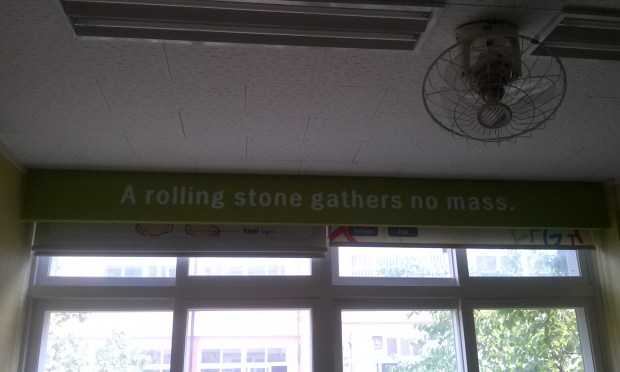 A rolling stone gathers no mass.